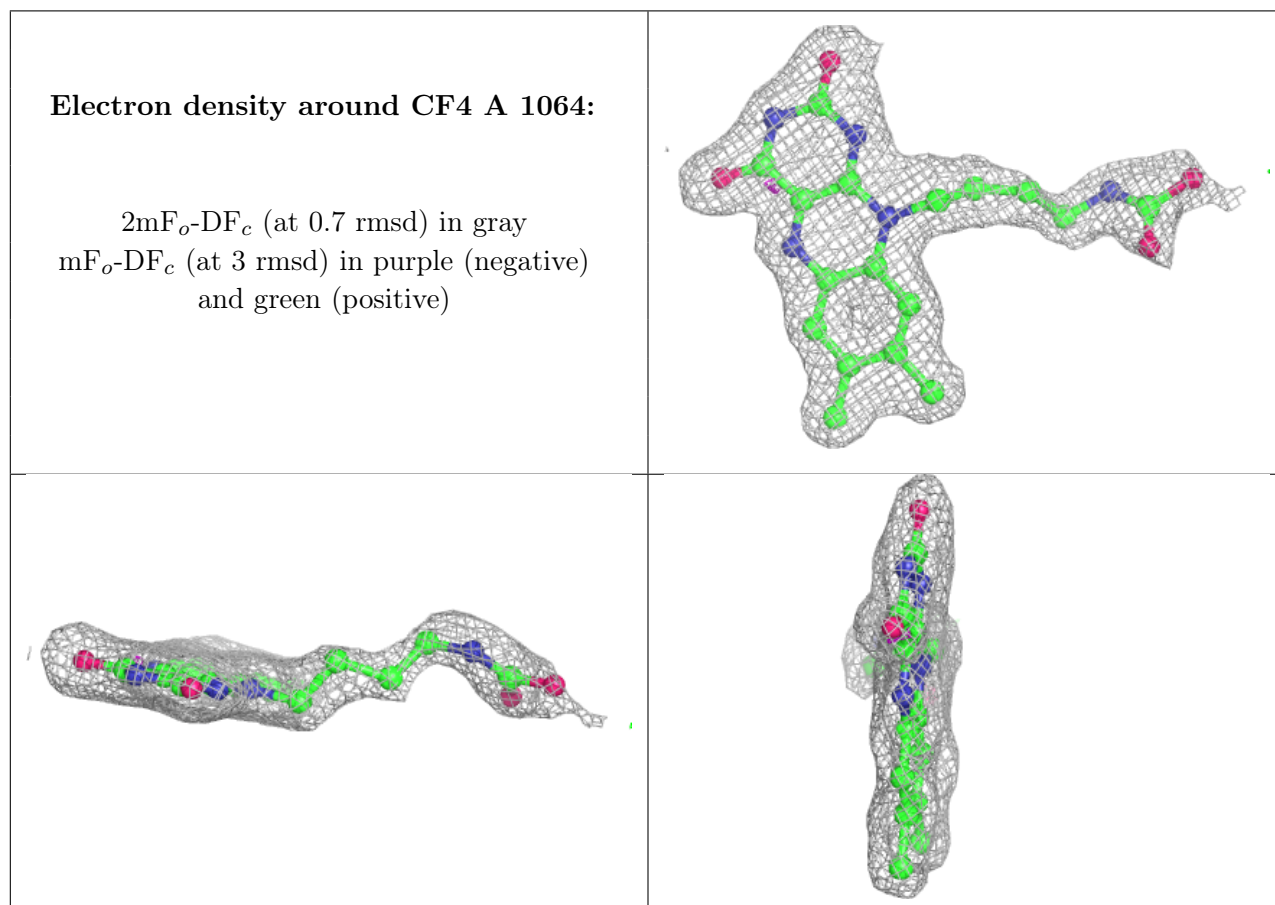 Electron density around CF4 A 1064:
2mFo-DFc (at 0.7 rmsd) in gray
mFo-DFc (at 3 rmsd) in purple (negative)
and green (positive)